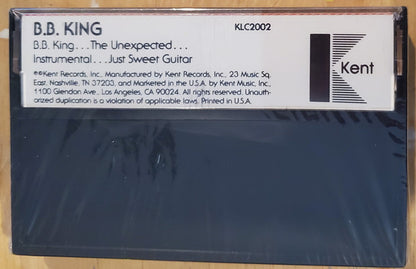 B.B. KING
KLC2002
B.B. King...The Unexpected...
Instrumental...Just Sweet Guitar
℗©Kent Records, Inc., Manufactured by Kent Records, Inc., 23 Music Sq.
East, Nashville, TN 37203, and Marketed in the U.S.A. by Kent Music, Inc.,
1100 Glendon Ave., Los Angeles, CA 90024. All rights reserved. Unauth-
orized duplication is a violation of applicable laws. Printed in U.S.A.
Kent